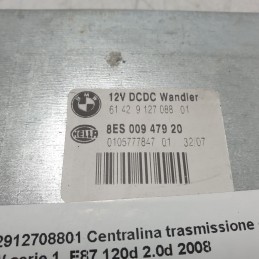 12V DCDC Wandler
61 42 9 127 088 01
HELLA
8ES 009 479 20
0105777847 01 32 07
2912708801 Centralina trasmissione
serie 1 E87 120d 2.0d 2008